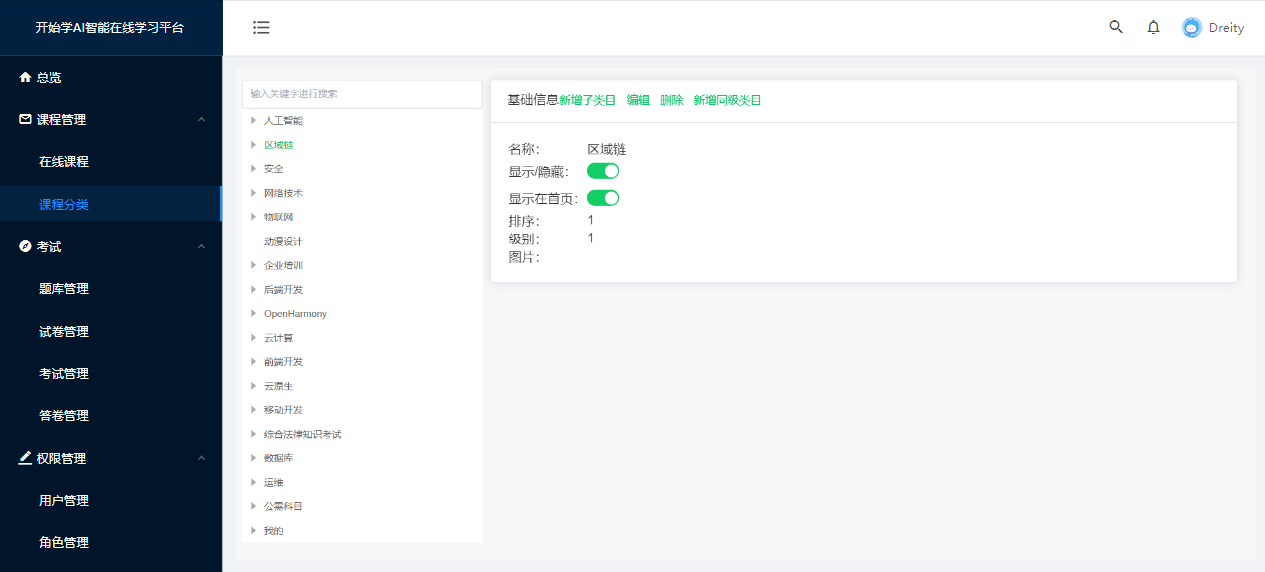 开始学AI智能在线学习平台
Dreity
总览
课程管理
在线课程
课程分类
考试
题库管理
试卷管理
考试管理
答卷管理
权限管理
用户管理
角色管理
输入关键字进行搜索
人工智能
区域链
安全
网络技术
物联网
动漫设计
企业培训
后端开发
OpenHarmony
云计算
前端开发
云原生
移动开发
综合法律知识考试
数据库
运维
公需科目
我的
基础信息新增子类目 编辑 删除 新增同级类目
名称: 区域链
显示/隐藏:
显示在首页:
排序: 1
级别: 1
图片: